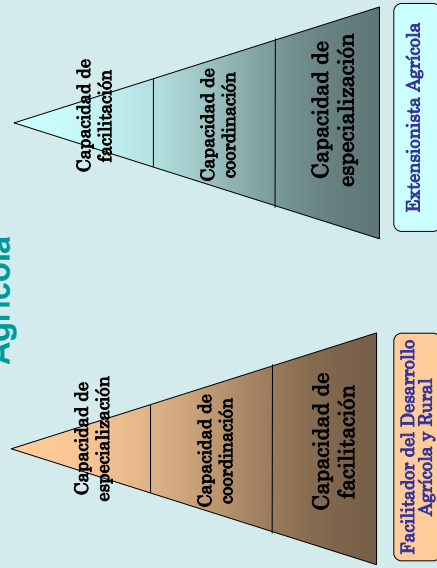 Agrícola
Capacidad de
especialización
Capacidad de
coordinación
Capacidad de
facilitación
Facilitador del Desarrollo
Agrícola y Rural
Capacidad de
facilitación
Capacidad de
coordinación
Capacidad de
especialización
Extensionista Agrícola